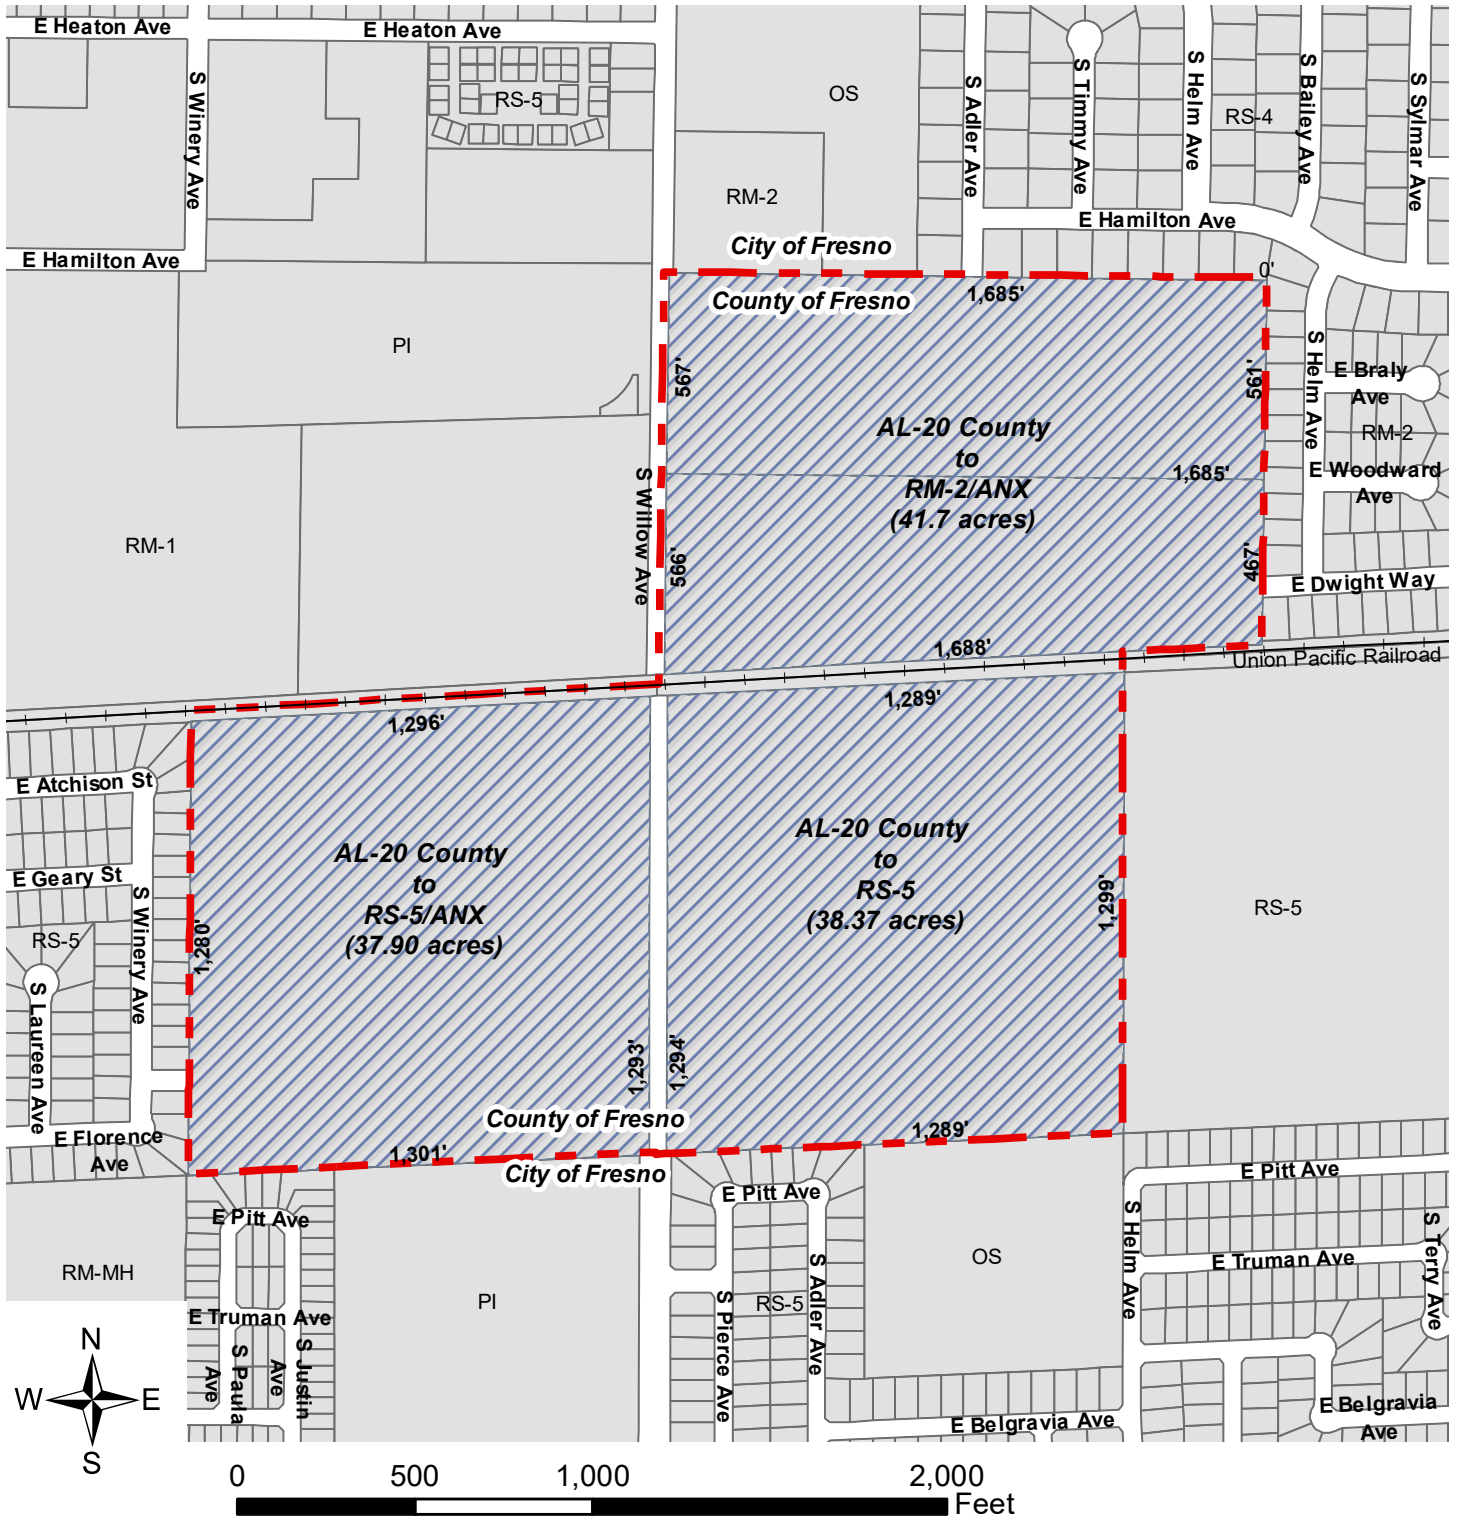 E Heaton Ave
E Heaton Ave
S Winery Ave
RS-5
OS
S Adler Ave
S Timmy Ave
S Helm Ave
RS-4
S Bailey Ave
S Sylmar Ave
RM-2
E Hamilton Ave
E Hamilton Ave
City of Fresno
0'
County of Fresno
1,685'
PI
567'
561'
S Helm Ave
E Braly
Ave
RM-2
AL-20 County
to
RM-2/ANX
(41.7 acres)
1,685'
E Woodward
Ave
S Willow Ave
RM-1
566'
467'
E Dwight Way
1,688'
Union Pacific Railroad
1,289'
1,296'
E Atchison St
AL-20 County
to
RS-5
(38.37 acres)
AL-20 County
to
RS-5/ANX
(37.90 acres)
E Geary St
S Winery Ave
1,299'
RS-5
RS-5
1,280'
S Laureen Ave
1,293'
1,294'
County of Fresno
1,289'
E Florence
Ave
1,301'
City of Fresno
E Pitt Ave
E Pitt Ave
E Pitt Ave
S Helm Ave
S Terry Ave
RM-MH
OS
E Truman Ave
S Adler Ave
PI
RS-5
S Pierce Ave
E Truman Ave
Ave
S Paula
Ave
S Justin
E Belgravia Ave
E Belgravia
Ave
N
W
E
S
0
500
1,000
2,000
Feet